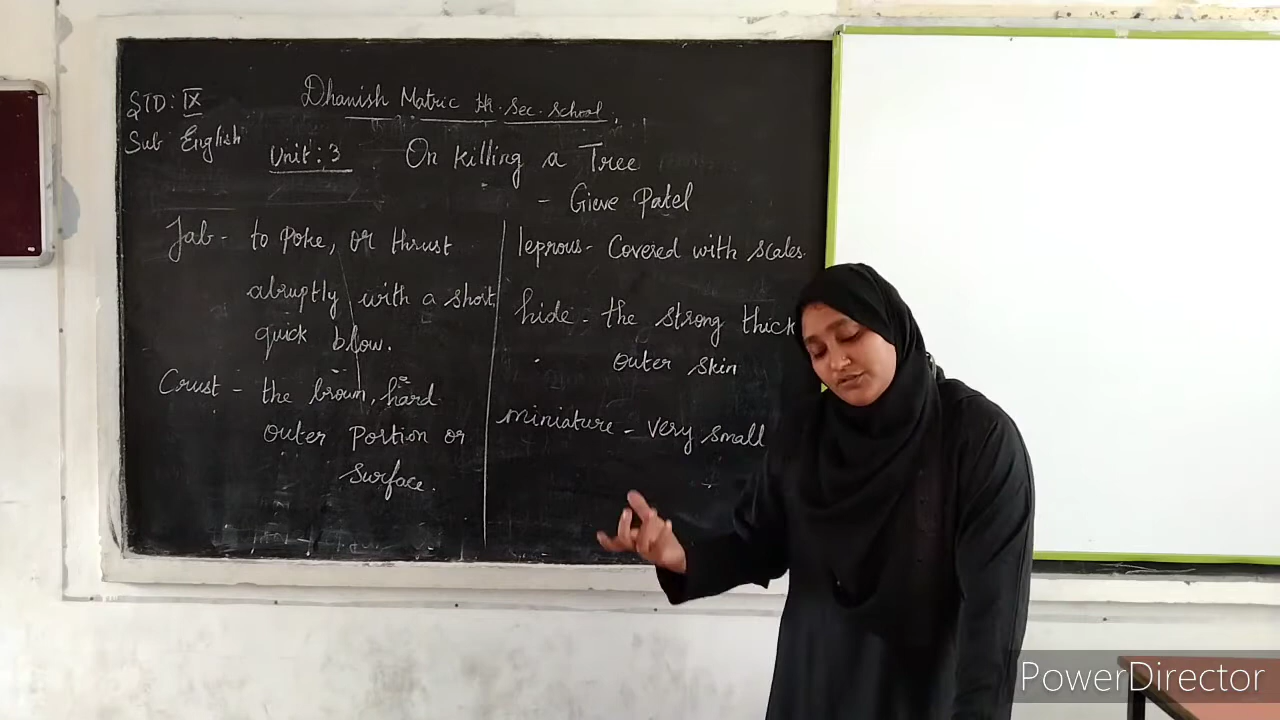 STD: IX
Dhanish Matric Hr. Sec. School.
Sub English
Unit: 3
On killing a Tree
- Gieve Patel
Jab - to poke, or thrust
abruptly with a short,
quick blow.
Crust - the brown, hard
outer portion or
surface.
leprous - Covered with scales.
hide - the strong thick
outer skin
miniature - very small
PowerDirector